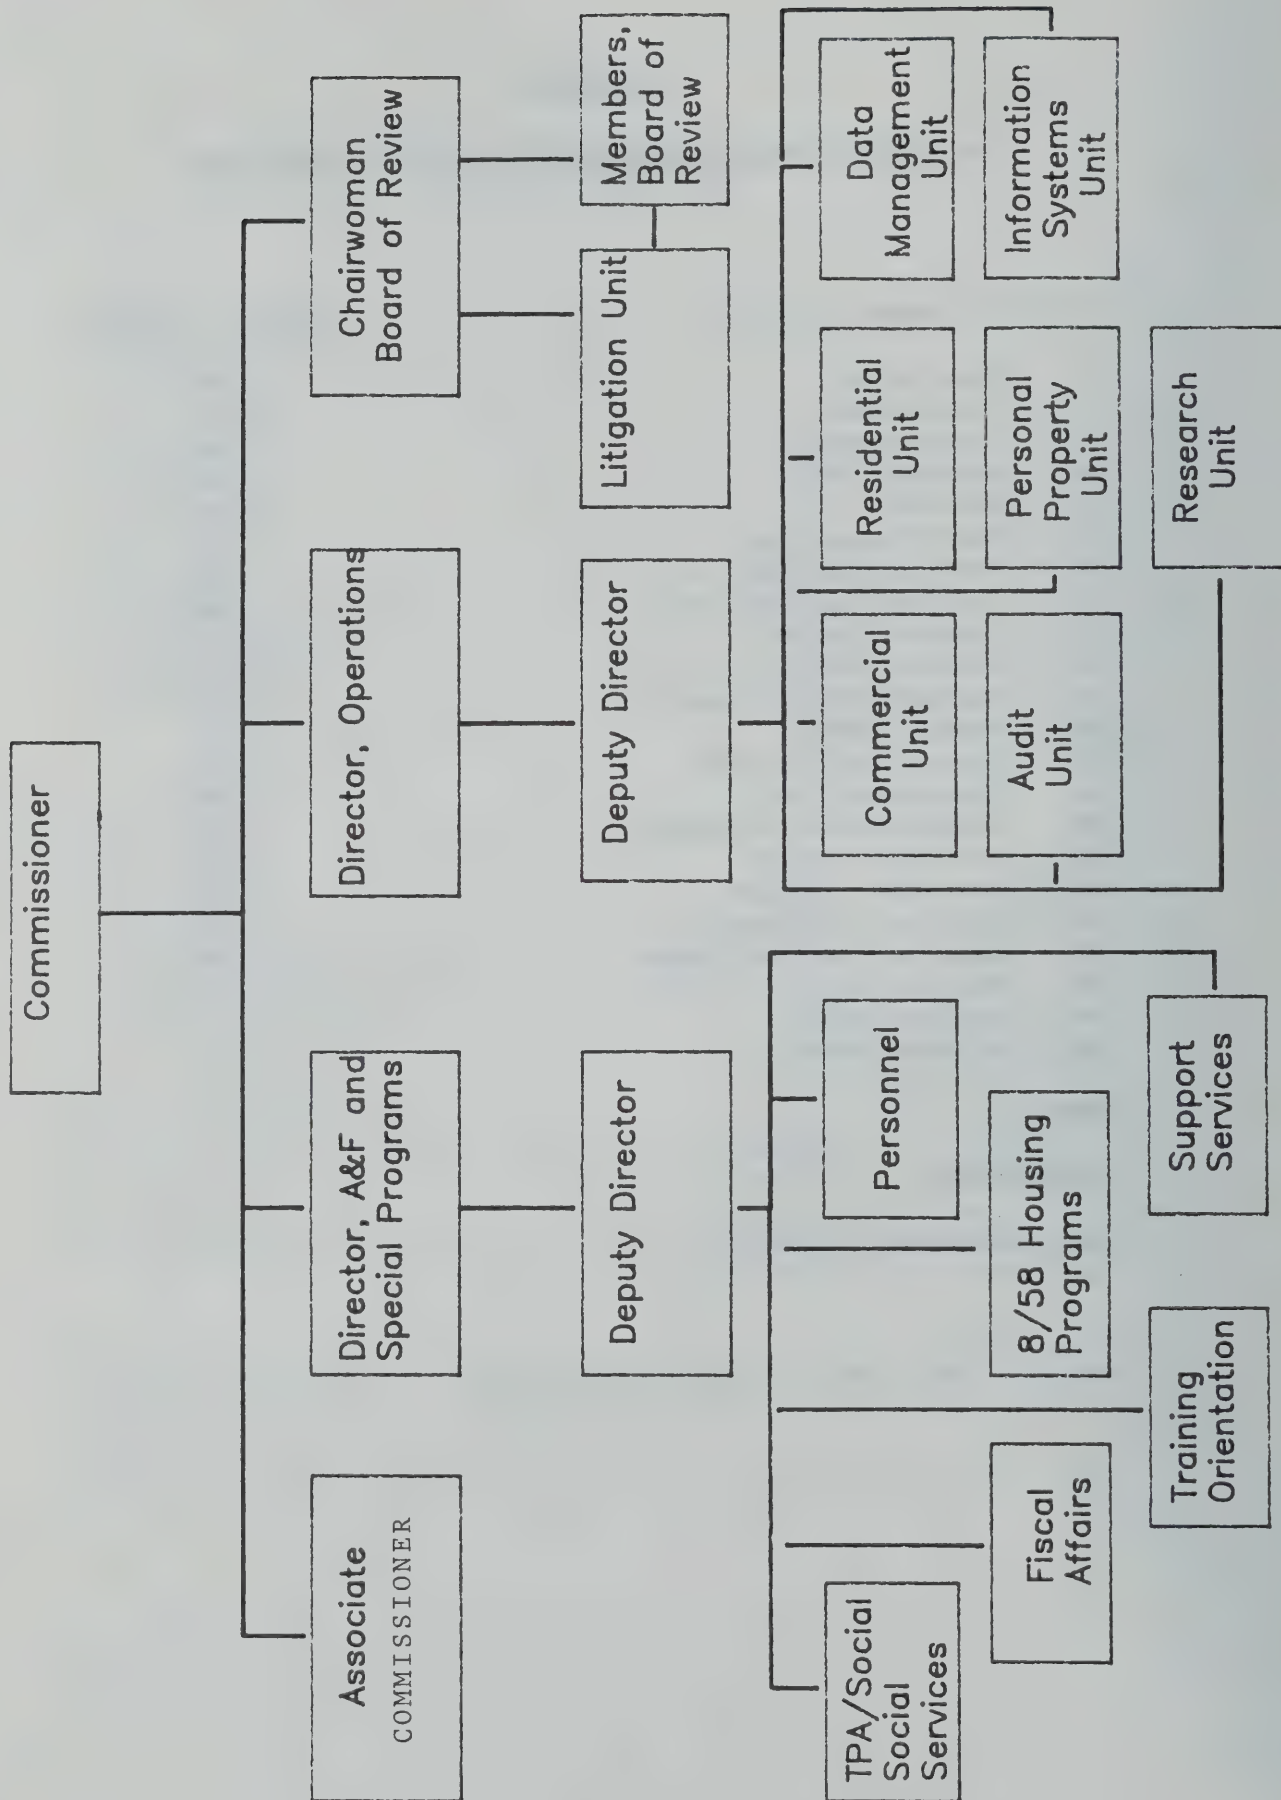 Commissioner
Associate
COMMISSIONER
Director, A&F and
Special Programs
Director, Operations
Chairwoman
Board of Review
Deputy Director
Deputy Director
Litigation Unit
Members,
Board of
Review
TPA/Social
Social
Services
Fiscal
Affairs
Training
Orientation
8/58 Housing
Programs
Personnel
Support
Services
Commercial
Unit
Audit
Unit
Residential
Unit
Personal
Property
Unit
Research
Unit
Data
Management
Unit
Information
Systems
Unit